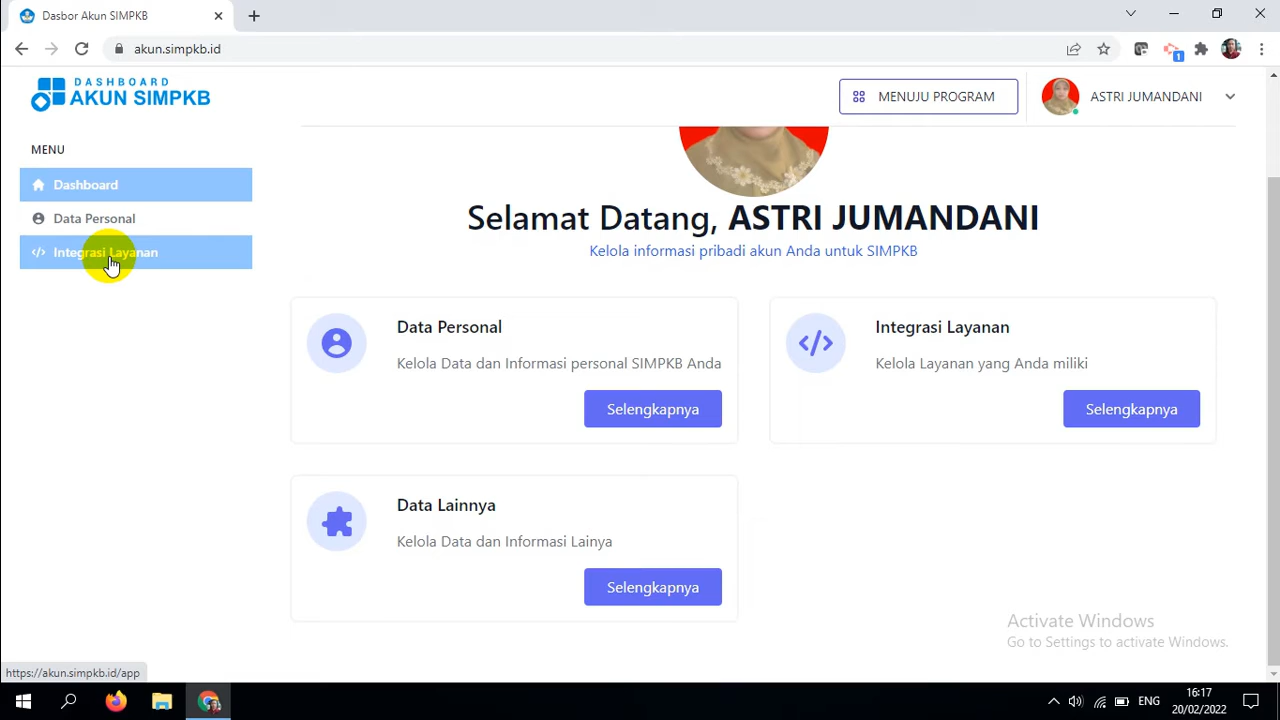 Dasbor Akun SIMPKB
akun.simpkb.id
1
DASHBOARD
AKUN SIMPKB
MENUJU PROGRAM
ASTRI JUMANDANI
MENU
Dashboard
Data Personal
Integrasi Layanan
Selamat Datang, ASTRI JUMANDANI
Kelola informasi pribadi akun Anda untuk SIMPKB
Data Personal
Kelola Data dan Informasi personal SIMPKB Anda
Selengkapnya
Integrasi Layanan
Kelola Layanan yang Anda miliki
Selengkapnya
Data Lainnya
Kelola Data dan Informasi Lainya
Selengkapnya
Activate Windows
Go to Settings to activate Windows.
https://akun.simpkb.id/app
ENG
16:17
20/02/2022